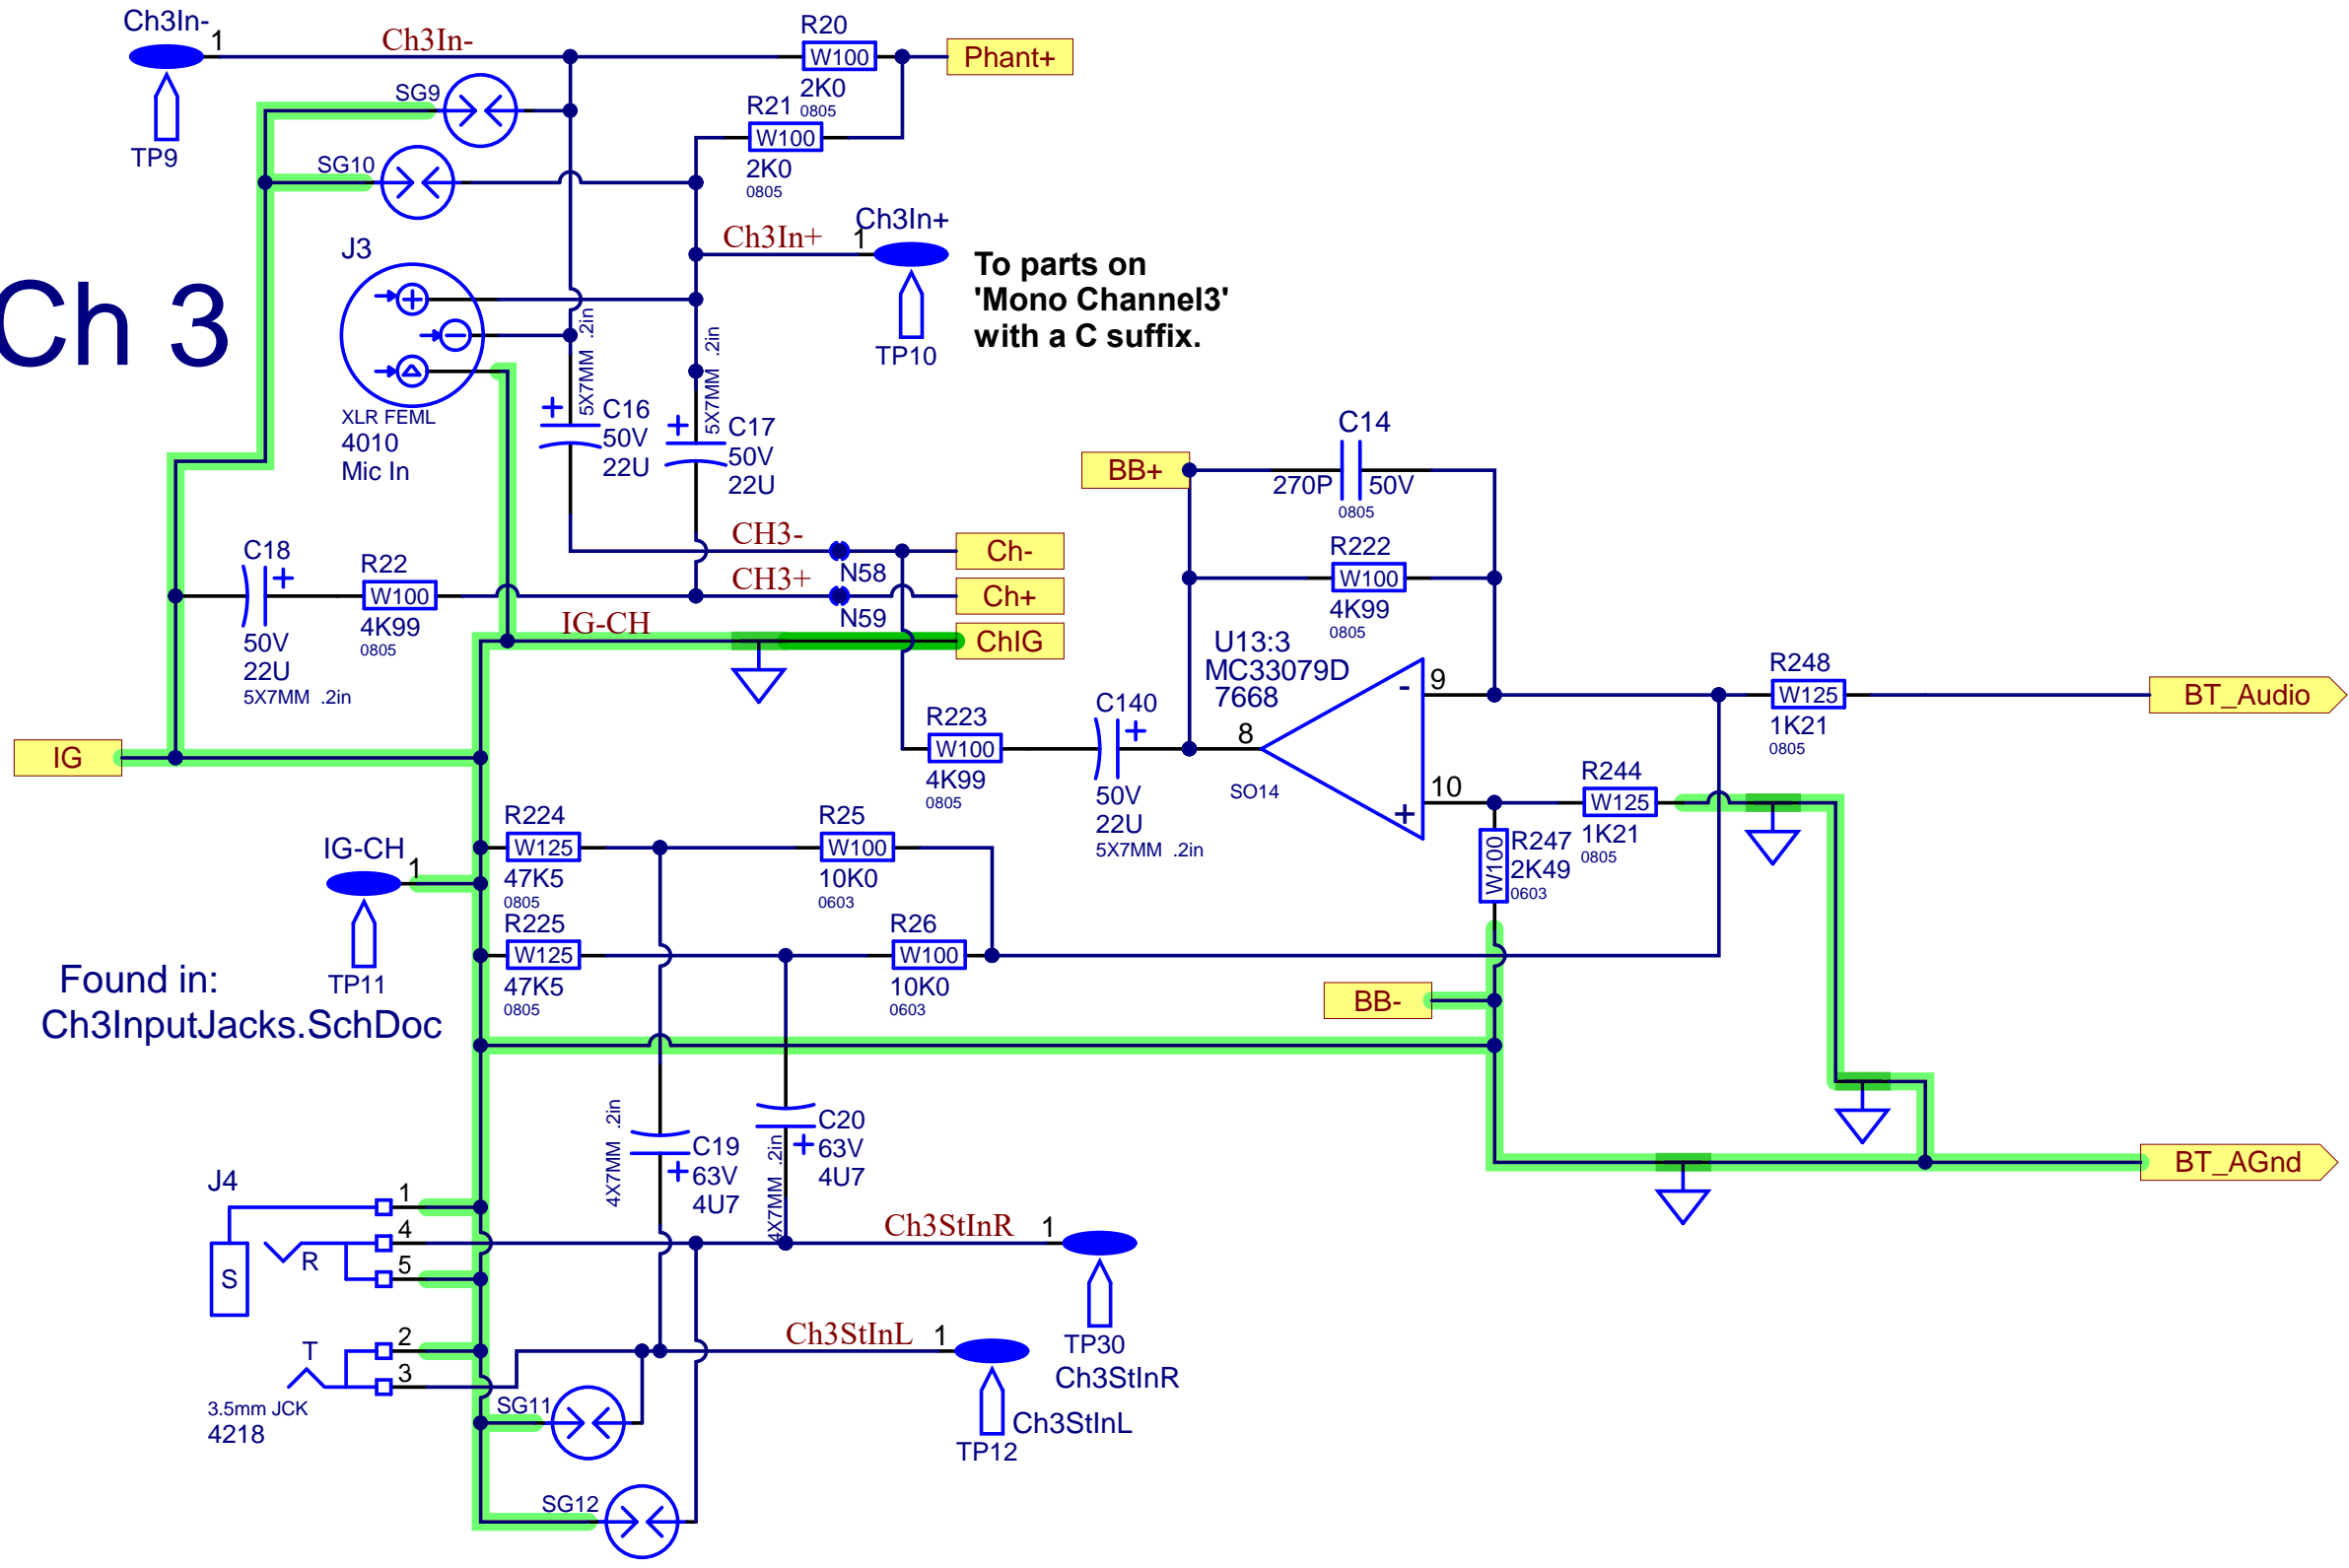 Ch3In-
1
Ch3In-
R20
W100
2K0
0805
Phant+
SG9
TP9
R21
W100
2K0
0805
SG10
Ch3In+
Ch3In+
1
TP10
J3
To parts on
'Mono Channel3'
with a C suffix.
Ch 3
XLR FEML
4010
Mic In
5X7MM .2in
C16
50V
22U
5X7MM .2in
C17
50V
22U
C14
BB+
270P
50V
0805
C18
50V
22U
5X7MM .2in
R22
W100
4K99
0805
CH3-
N58
Ch-
CH3+
N59
Ch+
IG-CH
ChIG
R222
W100
4K99
0805
U13:3
MC33079D
7668
-
9
8
10
+
SO14
R248
W125
1K21
0805
BT_Audio
IG
R223
W100
4K99
0805
C140
50V
22U
5X7MM .2in
R244
W125
1K21
0805
R247
W100
2K49
0603
R224
W125
47K5
0805
R25
W100
10K0
0603
IG-CH
1
TP11
R225
W125
47K5
0805
R26
W100
10K0
0603
Found in:
Ch3InputJacks.SchDoc
BB-
C19
63V
4U7
4X7MM .2in
C20
63V
4U7
4X7MM .2in
BT_AGnd
J4
1
4
5
2
3
S
R
T
3.5mm JCK
4218
Ch3StInR
1
TP30
Ch3StInR
Ch3StInL
1
TP12
Ch3StInL
SG11
SG12